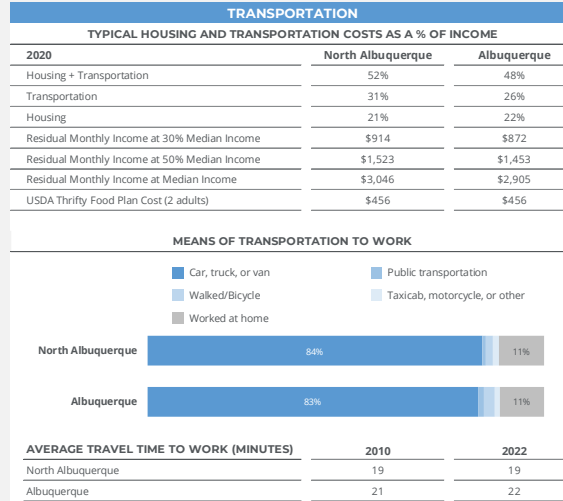 TRANSPORTATION
TYPICAL HOUSING AND TRANSPORTATION COSTS AS A % OF INCOME
2020 North Albuquerque Albuquerque
Housing + Transportation 52% 48%
Transportation 31% 26%
Housing 21% 22%
Residual Monthly Income at 30% Median Income $914 $872
Residual Monthly Income at 50% Median Income $1,523 $1,453
Residual Monthly Income at Median Income $3,046 $2,905
USDA Thrifty Food Plan Cost (2 adults) $456 $456
MEANS OF TRANSPORTATION TO WORK
Car, truck, or van Public transportation
Walked/Bicycle Taxicab, motorcycle, or other
Worked at home
North Albuquerque 84% 11%
Albuquerque 83% 11%
AVERAGE TRAVEL TIME TO WORK (MINUTES) 2010 2022
North Albuquerque 19 19
Albuquerque 21 22